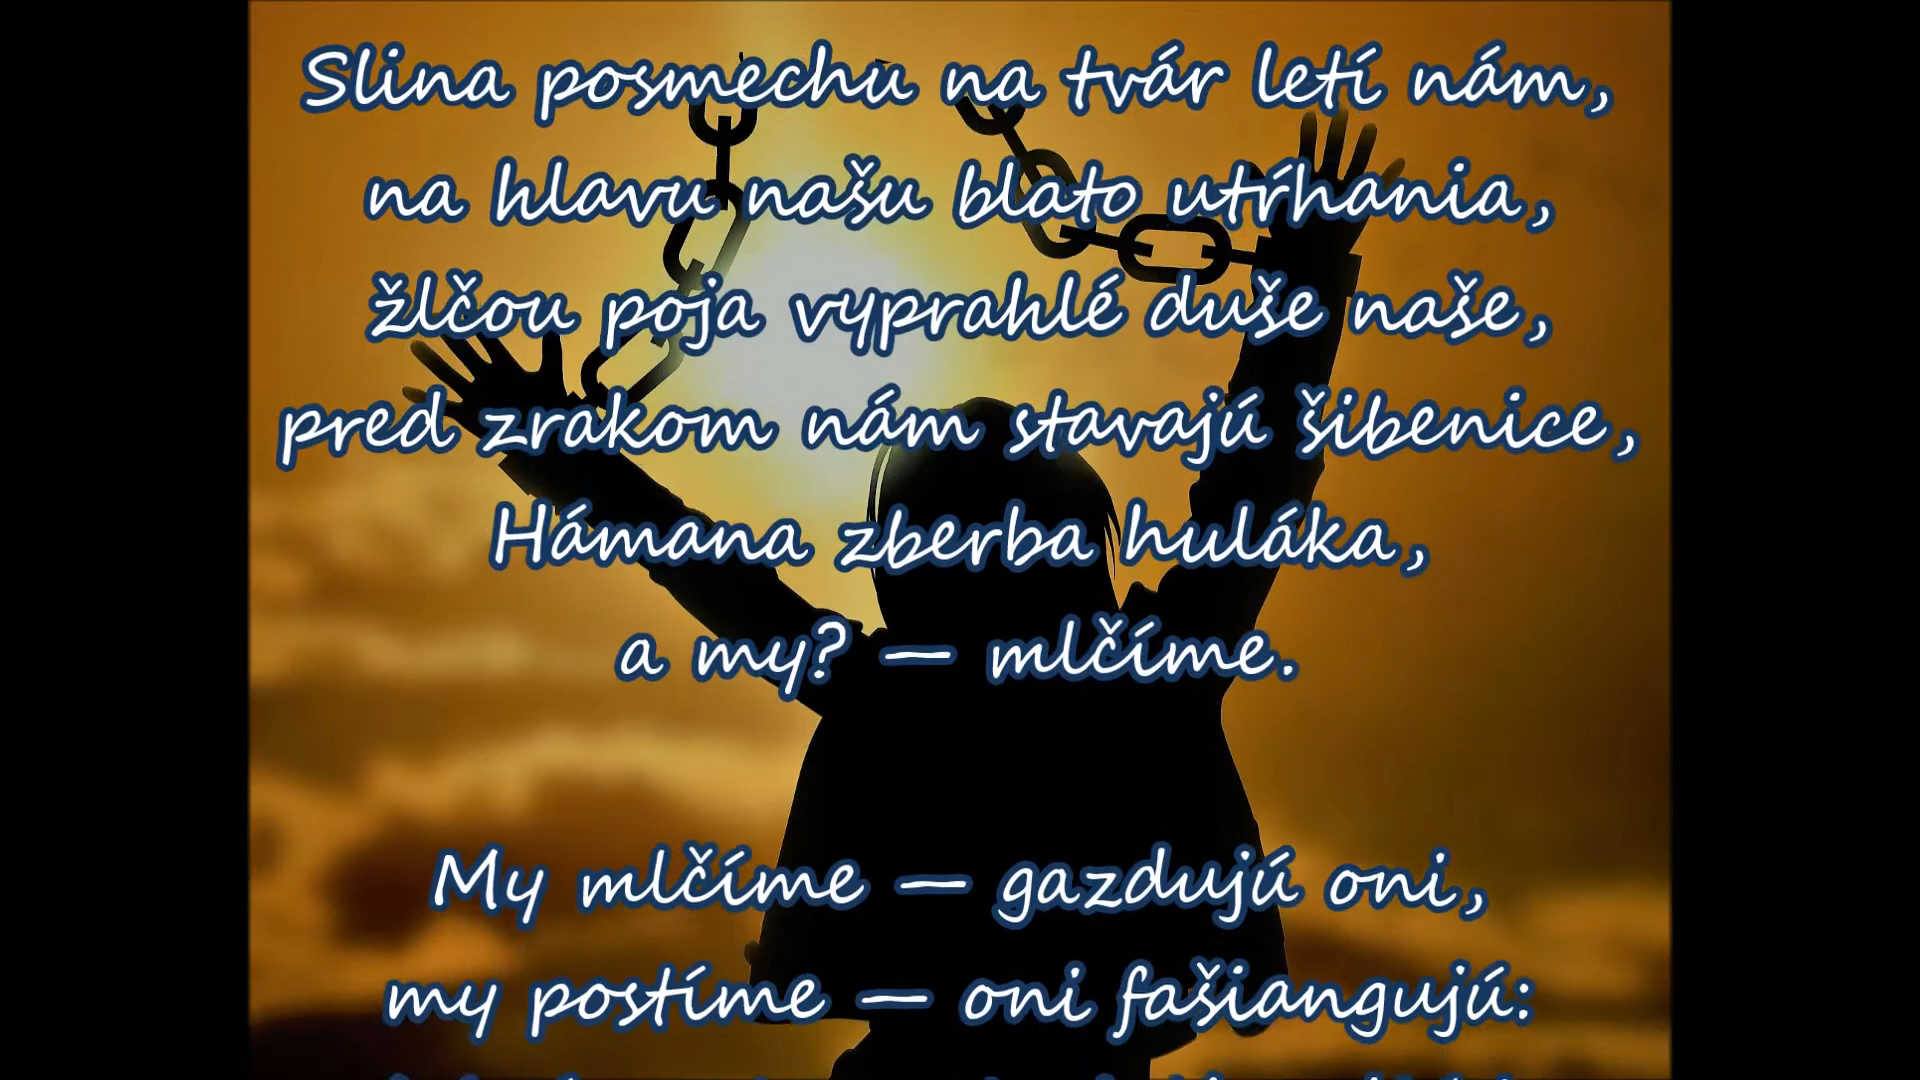 Slina posmechu na tvár letí nám,
na hlavu našu blato utŕhania,
žlčou poja vyprahlé duše naše,
pred zrakom nám stavajú šibenice,
Hámana zberba huláka,
a my? — mlčíme.
My mlčíme — gazdujú oni,
my postíme — oni fašiangujú: